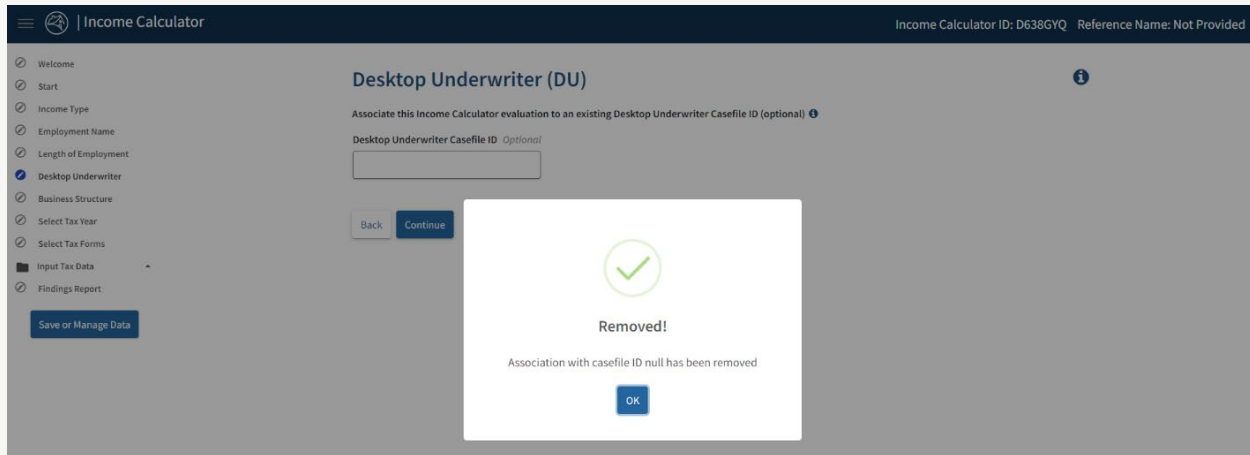 | Income Calculator
Income Calculator ID: D638GYQ Reference Name: Not Provided
Welcome
Start
Income Type
Employment Name
Length of Employment
Desktop Underwriter
Business Structure
Select Tax Year
Select Tax Forms
Input Tax Data
Findings Report
Save or Manage Data
Desktop Underwriter (DU)
Associate this Income Calculator evaluation to an existing Desktop Underwriter Casefile ID (optional)
Desktop Underwriter Casefile ID Optional
Back Continue
Removed!
Association with casefile ID null has been removed
OK